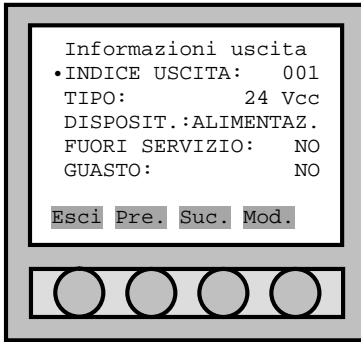 Informazioni uscita
•INDICE USCITA: 001
TIPO: 24 Vcc
DISPOSIT.:ALIMENTAZ.
FUORI SERVIZIO: NO
GUASTO: NO
Esci Pre. Suc. Mod.